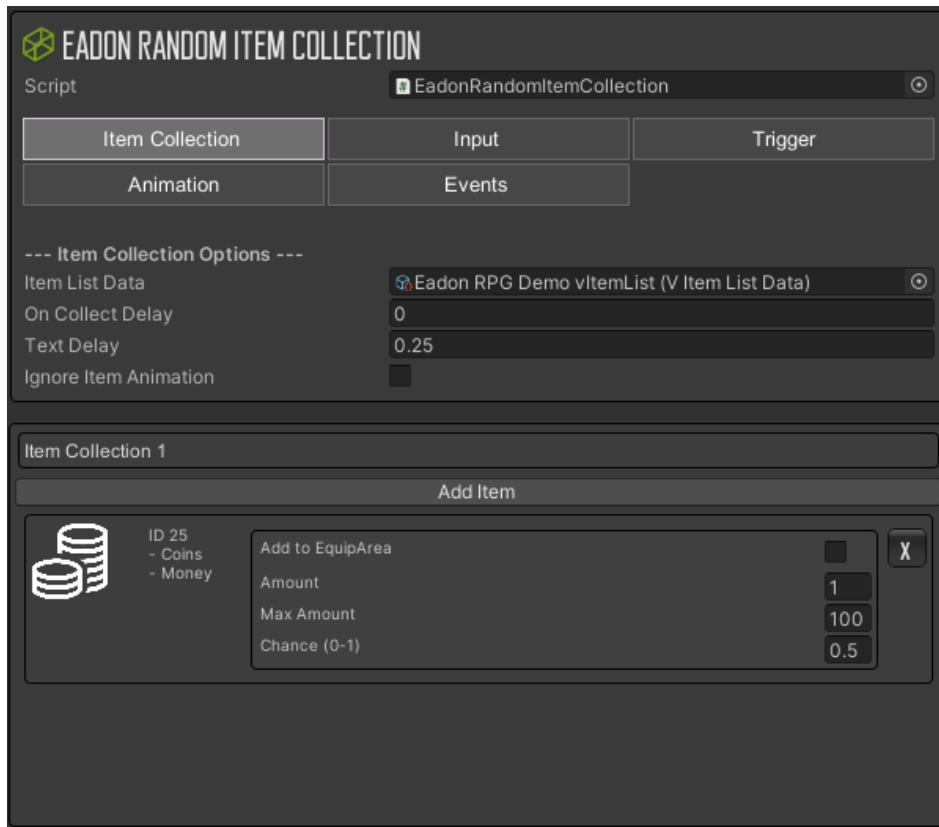 EADON RANDOM ITEM COLLECTION
Script EadonRandomItemCollection
Item Collection Input Trigger
Animation Events
--- Item Collection Options ---
Item List Data Eadon RPG Demo vItemList (V Item List Data)
On Collect Delay 0
Text Delay 0.25
Ignore Item Animation
Item Collection 1
Add Item
ID 25
- Coins
- Money
Add to EquipArea
X
Amount 1
Max Amount 100
Chance (0-1) 0.5